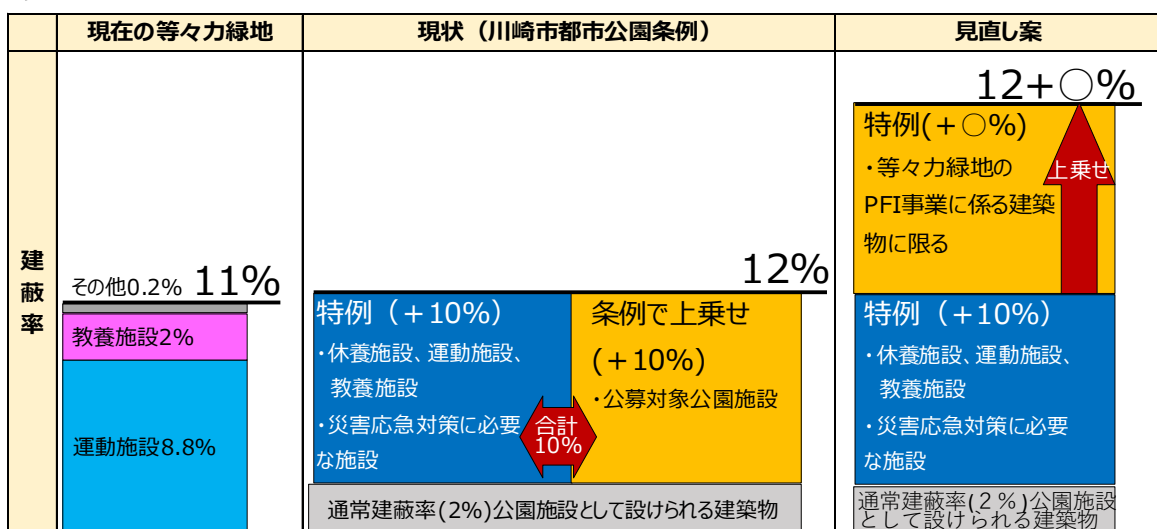 現在の等々力緑地
現状（川崎市都市公園条例）
見直し案
建蔽率
その他0.2%
11%
教養施設2%
運動施設8.8%
12%
特例（＋10%）
・休養施設、運動施設、
教養施設
・災害応急対策に必要
な施設
合計
10%
条例で上乗せ
(＋10%)
・公募対象公園施設
通常建蔽率(2%)公園施設として設けられる建築物
12+○%
特例(＋○%)
・等々力緑地の
PFI事業に係る建築
物に限る
上乗せ
特例（＋10%）
・休養施設、運動施設、
教養施設
・災害応急対策に必要
な施設
通常建蔽率(２％)公園施設
として設けられる建築物